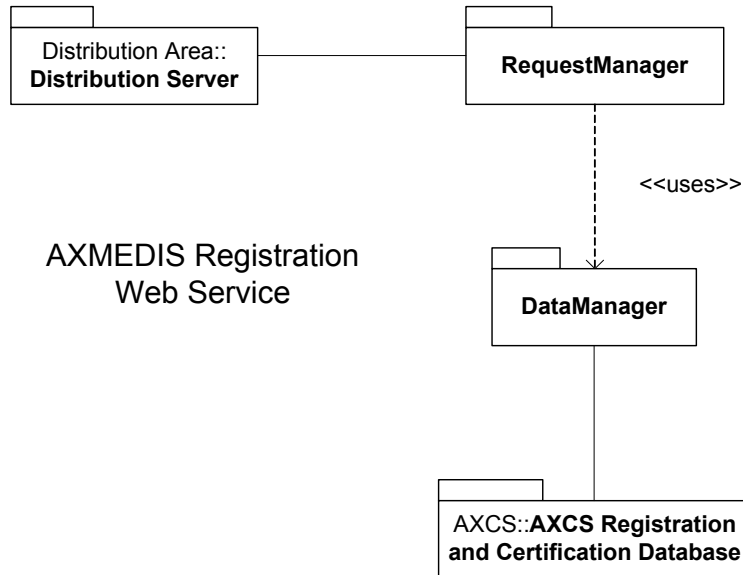 Distribution Area::
Distribution Server
RequestManager
<<uses>>
AXMEDIS Registration
Web Service
DataManager
AXCS::AXCS Registration
and Certification Database